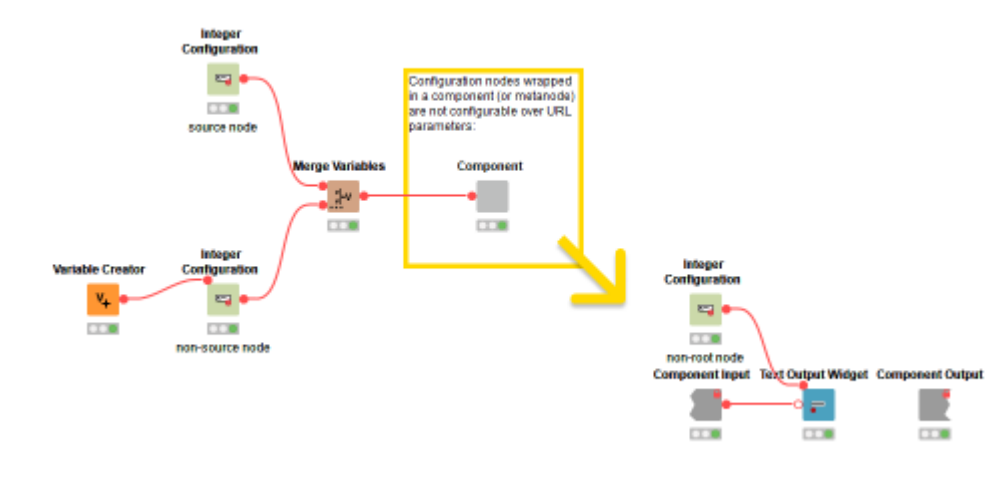 Integer
Configuration
source node
Configuration nodes wrapped
in a component (or metanode)
are not configurable over URL
parameters:
Merge Variables
Component
Variable Creator
Integer
Configuration
V+
non-source node
Integer
Configuration
non-root node
Component Input
Text Output Widget
Component Output